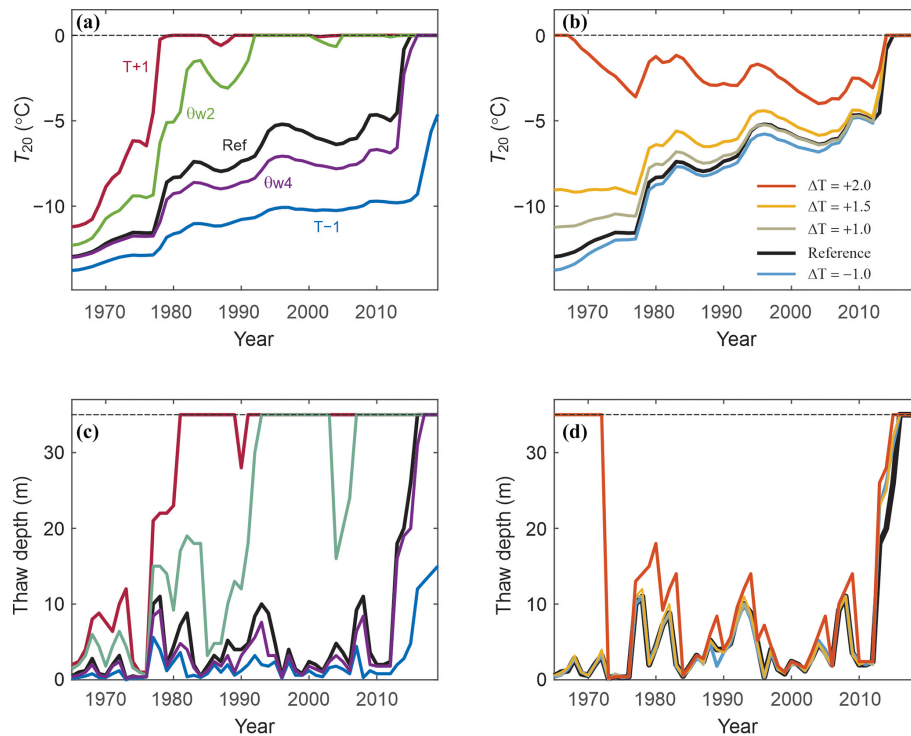 (a)
T₂₀ (°C)
0
−5
−10
T+1
θw2
Ref
θw4
T−1
1970 1980 1990 2000 2010
Year
(b)
T₂₀ (°C)
0
−5
−10
ΔT = +2.0
ΔT = +1.5
ΔT = +1.0
Reference
ΔT = −1.0
1970 1980 1990 2000 2010
Year
(c)
Thaw depth (m)
30
20
10
0
1970 1980 1990 2000 2010
Year
(d)
Thaw depth (m)
30
20
10
0
1970 1980 1990 2000 2010
Year